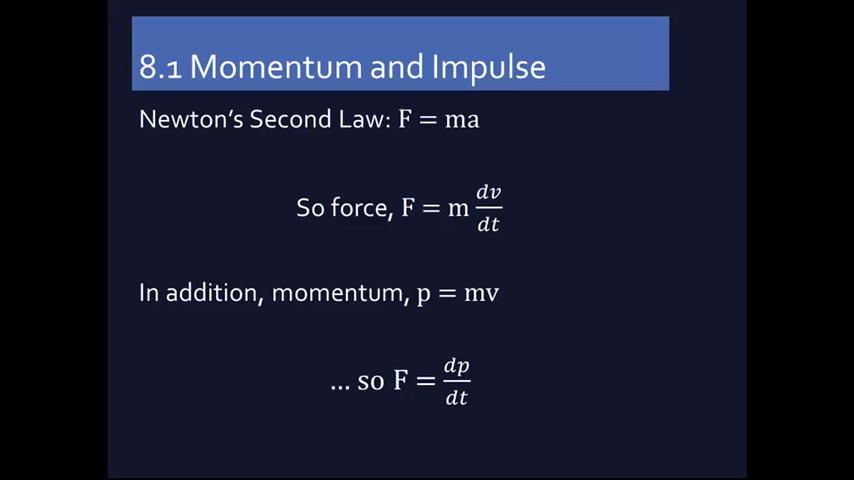 8.1 Momentum and Impulse
Newton's Second Law: F = ma
So force, F = m dv/dt
In addition, momentum, p = mv
... so F = dp/dt